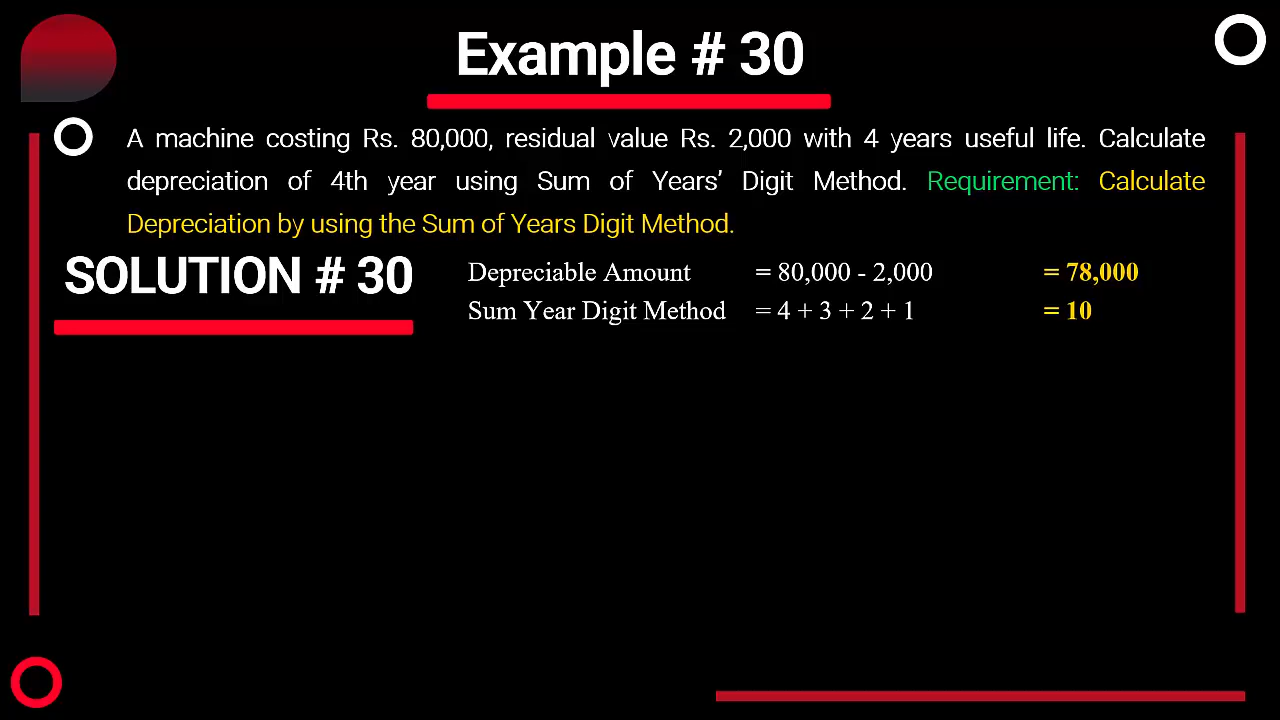 Example # 30
A machine costing Rs. 80,000, residual value Rs. 2,000 with 4 years useful life. Calculate
depreciation of 4th year using Sum of Years’ Digit Method. Requirement: Calculate
Depreciation by using the Sum of Years Digit Method.
SOLUTION # 30
Depreciable Amount = 80,000 - 2,000 = 78,000
Sum Year Digit Method = 4 + 3 + 2 + 1 = 10